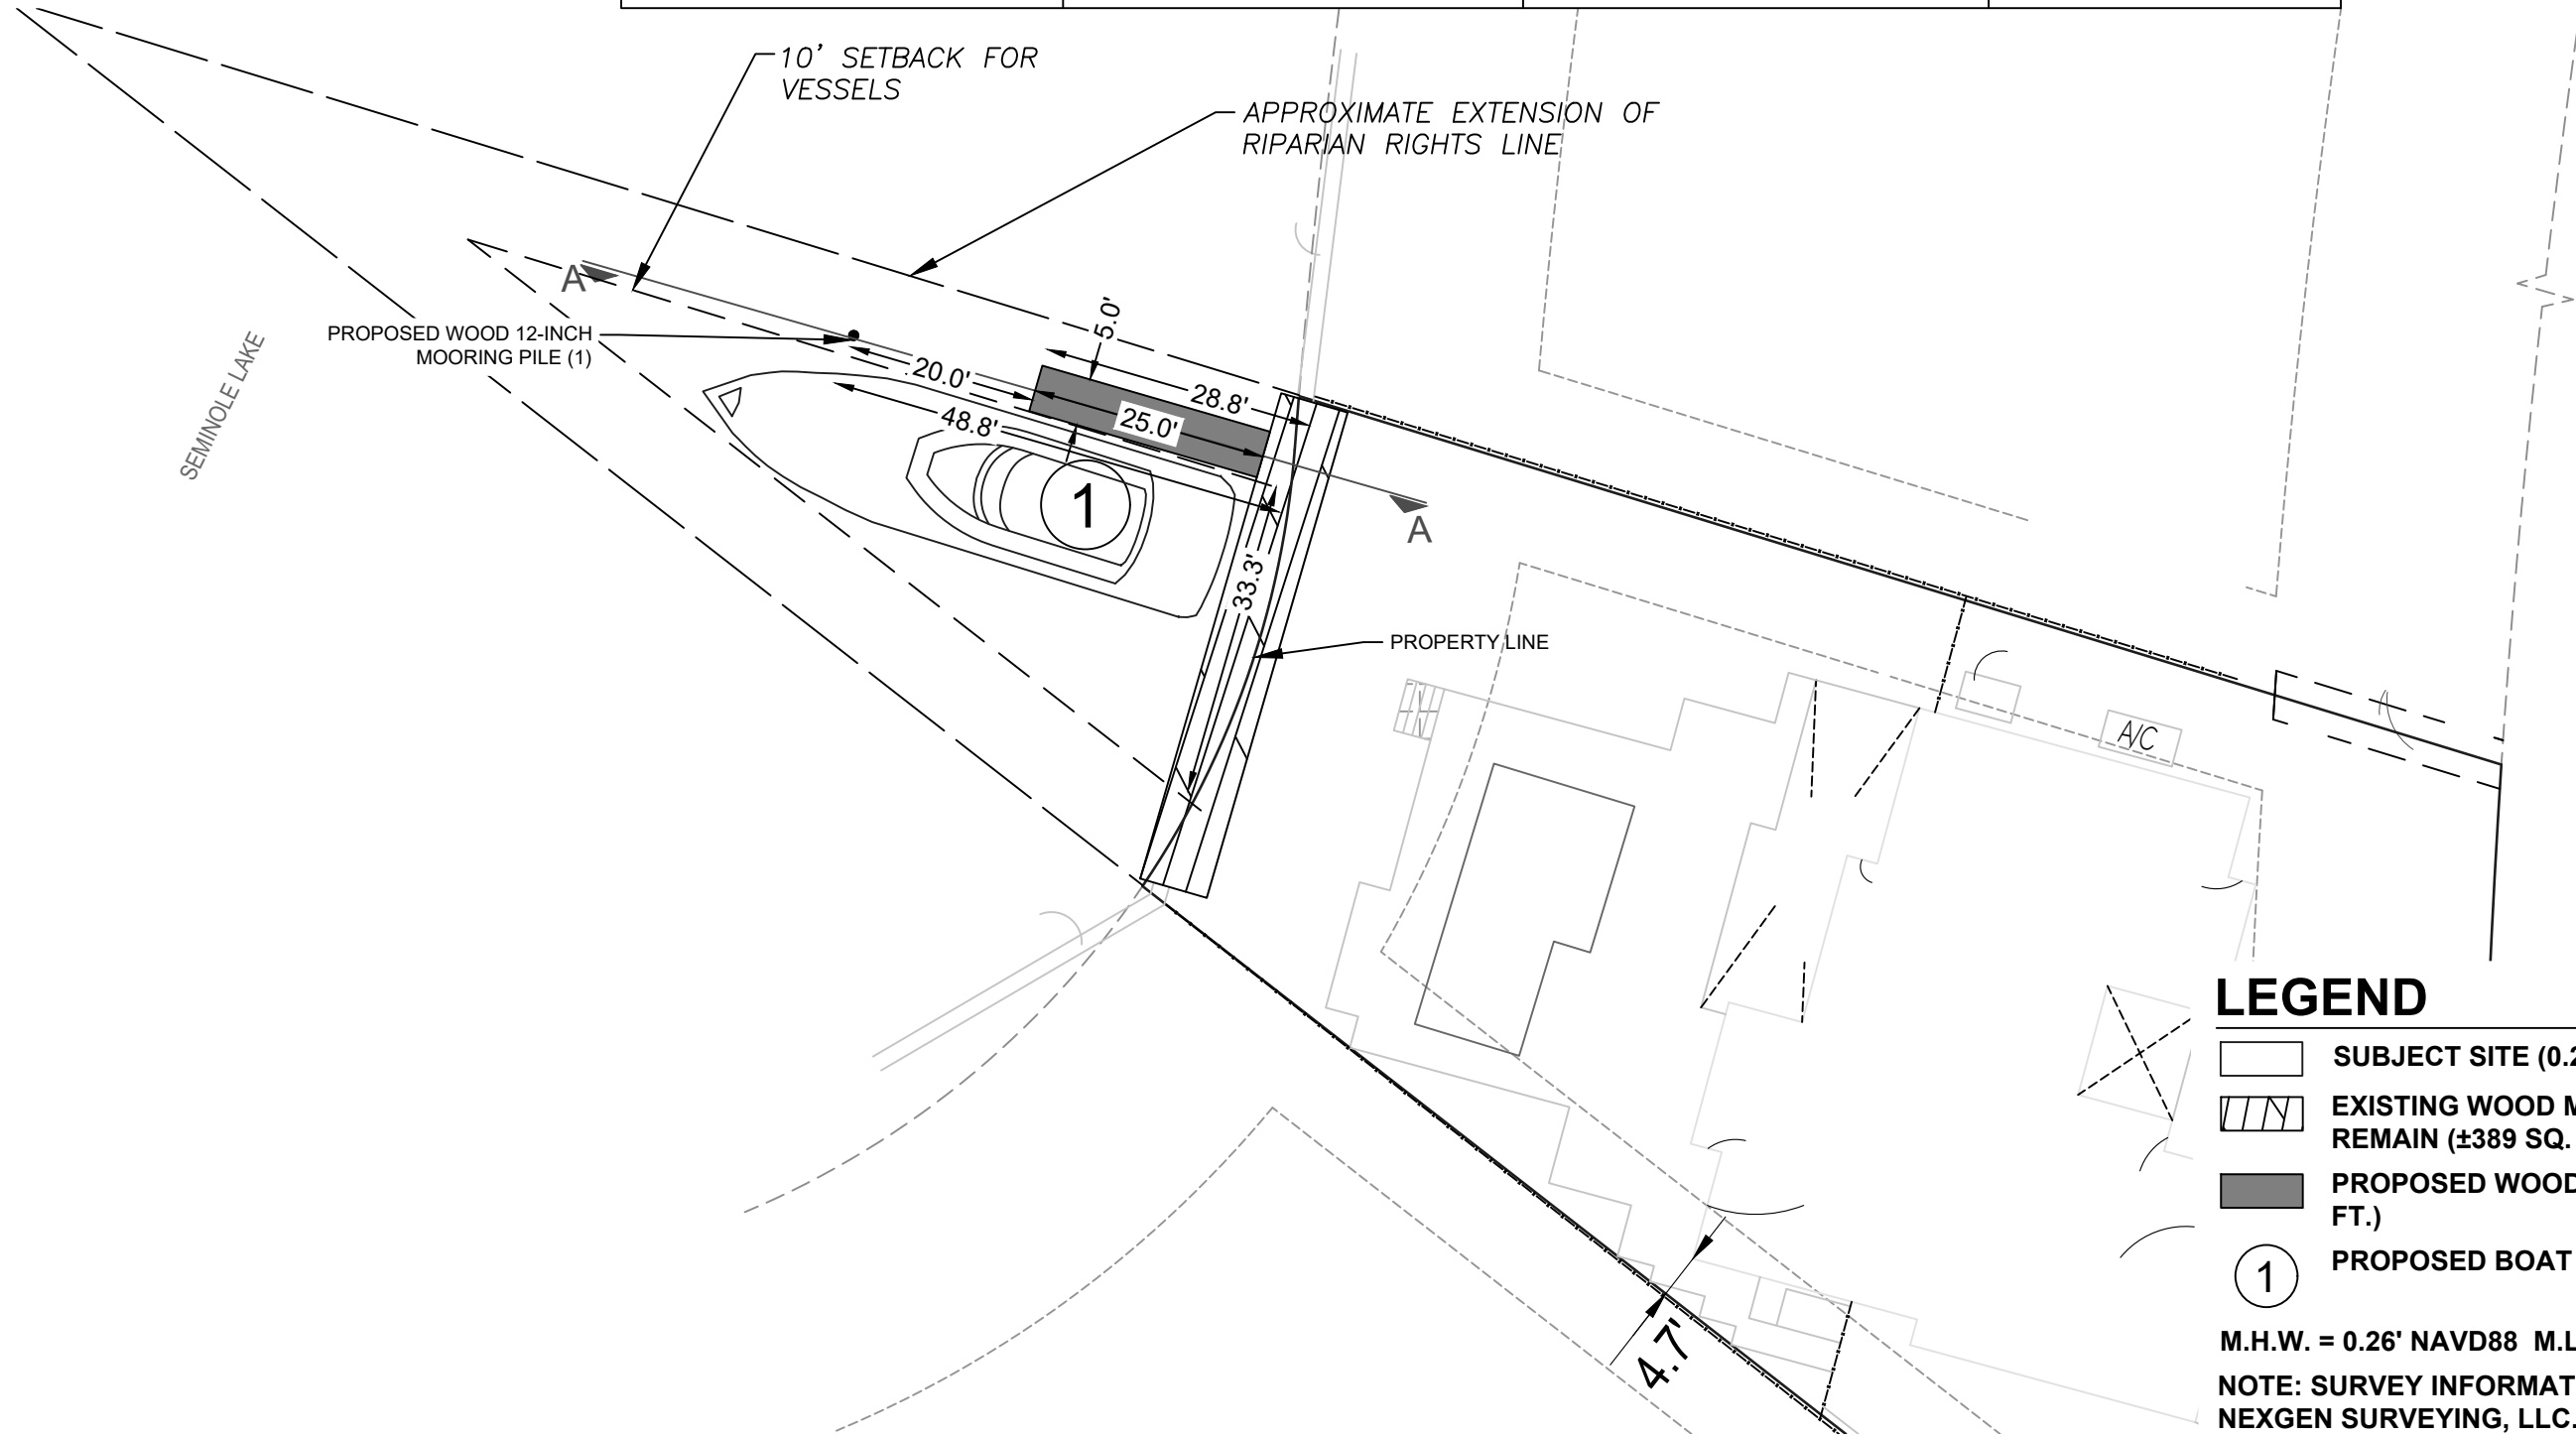 10' SETBACK FOR
VESSELS
APPROXIMATE EXTENSION OF
RIPARIAN RIGHTS LINE
A
PROPOSED WOOD 12-INCH
MOORING PILE (1)
SEMINOLE LAKE
5.0'
20.0'
28.8'
25.0'
48.8'
1
A
33.3'
PROPERTY LINE
A/C
4.7'
LEGEND
SUBJECT SITE (0.2
EXISTING WOOD M
REMAIN (±389 SQ.
PROPOSED WOOD
FT.)
1
PROPOSED BOAT
M.H.W. = 0.26' NAVD88 M.L
NOTE: SURVEY INFORMAT
NEXGEN SURVEYING, LLC.